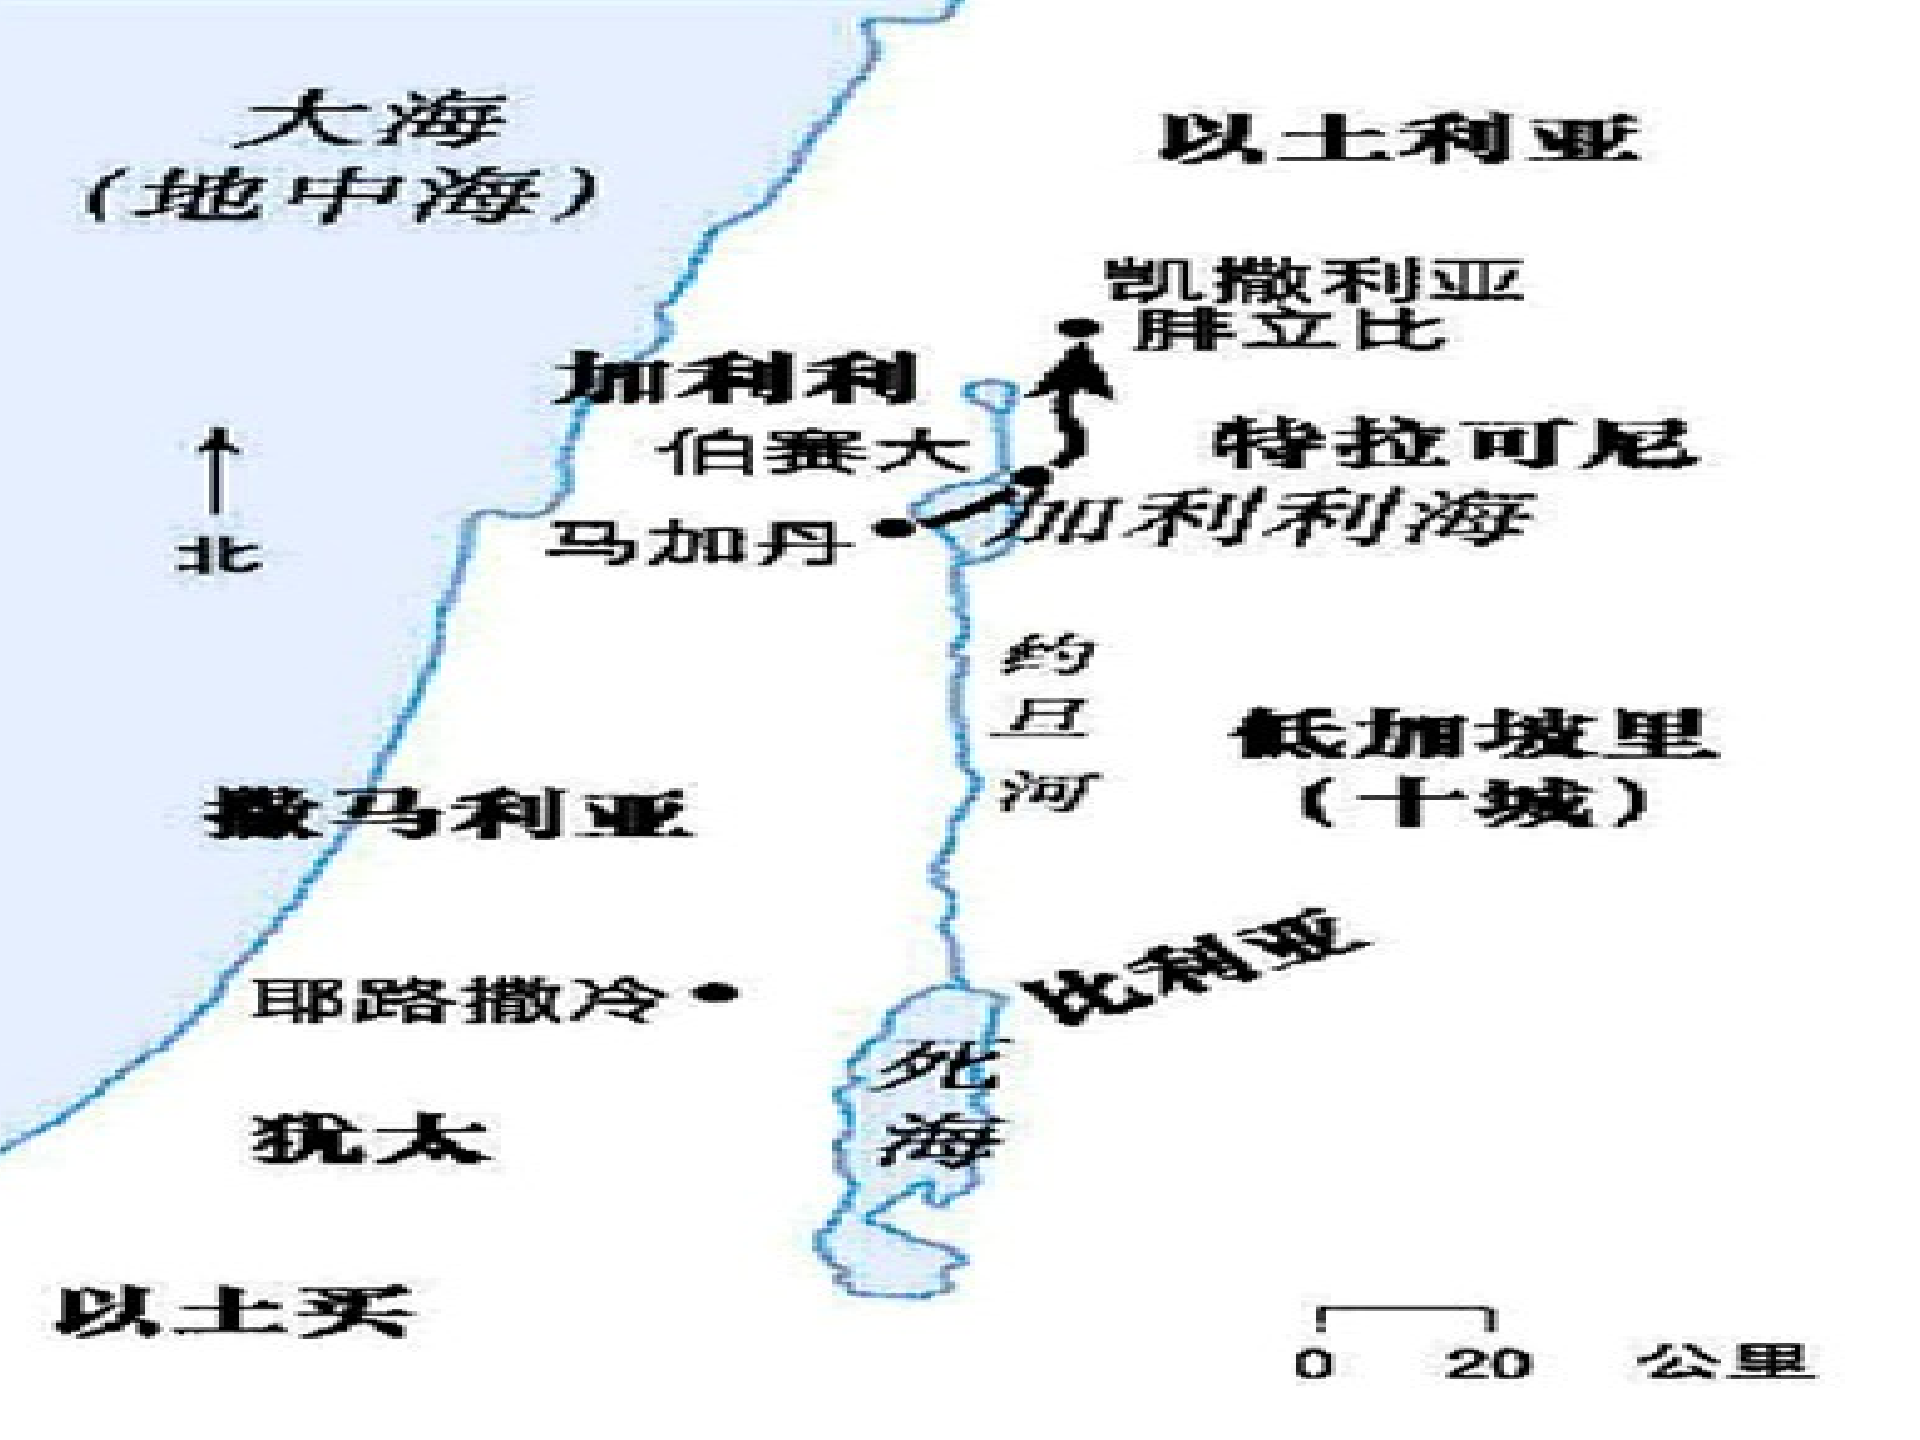 大海
（地中海）
以土利亚
凯撒利亚
腓立比
加利利
伯赛大
特拉可尼
加利利海
马加丹
北
约
旦
河
低加坡里
（十城）
撒马利亚
比利亚
耶路撒冷
死
海
犹太
以土买
0 20 公里